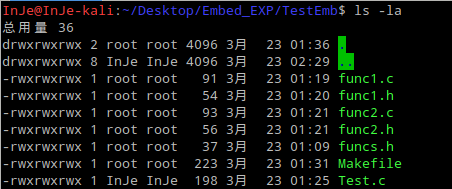 InJe@InJe-kali:~/Desktop/Embed_EXP/TestEmb$ ls -la
总用量 36
drwxrwxrwx 2 root root 4096 3月  23 01:36 .
drwxrwxrwx 8 InJe InJe 4096 3月  23 02:29 ..
-rwxrwxrwx 1 root root   91 3月  23 01:19 func1.c
-rwxrwxrwx 1 root root   54 3月  23 01:20 func1.h
-rwxrwxrwx 1 root root   93 3月  23 01:21 func2.c
-rwxrwxrwx 1 root root   56 3月  23 01:21 func2.h
-rwxrwxrwx 1 root root   37 3月  23 01:09 funcs.h
-rwxrwxrwx 1 root root  223 3月  23 01:31 Makefile
-rwxrwxrwx 1 InJe InJe  198 3月  23 01:25 Test.c